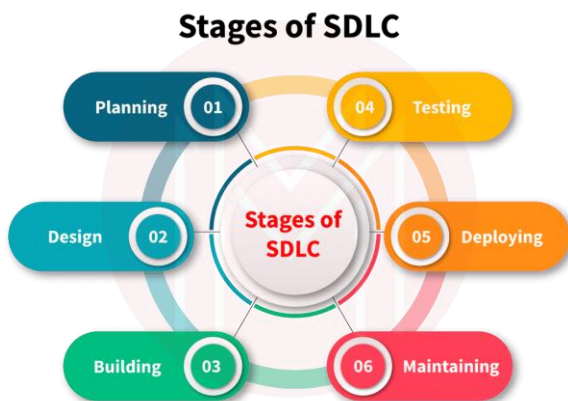 Stages of SDLC
Planning 01
Design 02
Building 03
04 Testing
05 Deploying
06 Maintaining
Stages of
SDLC